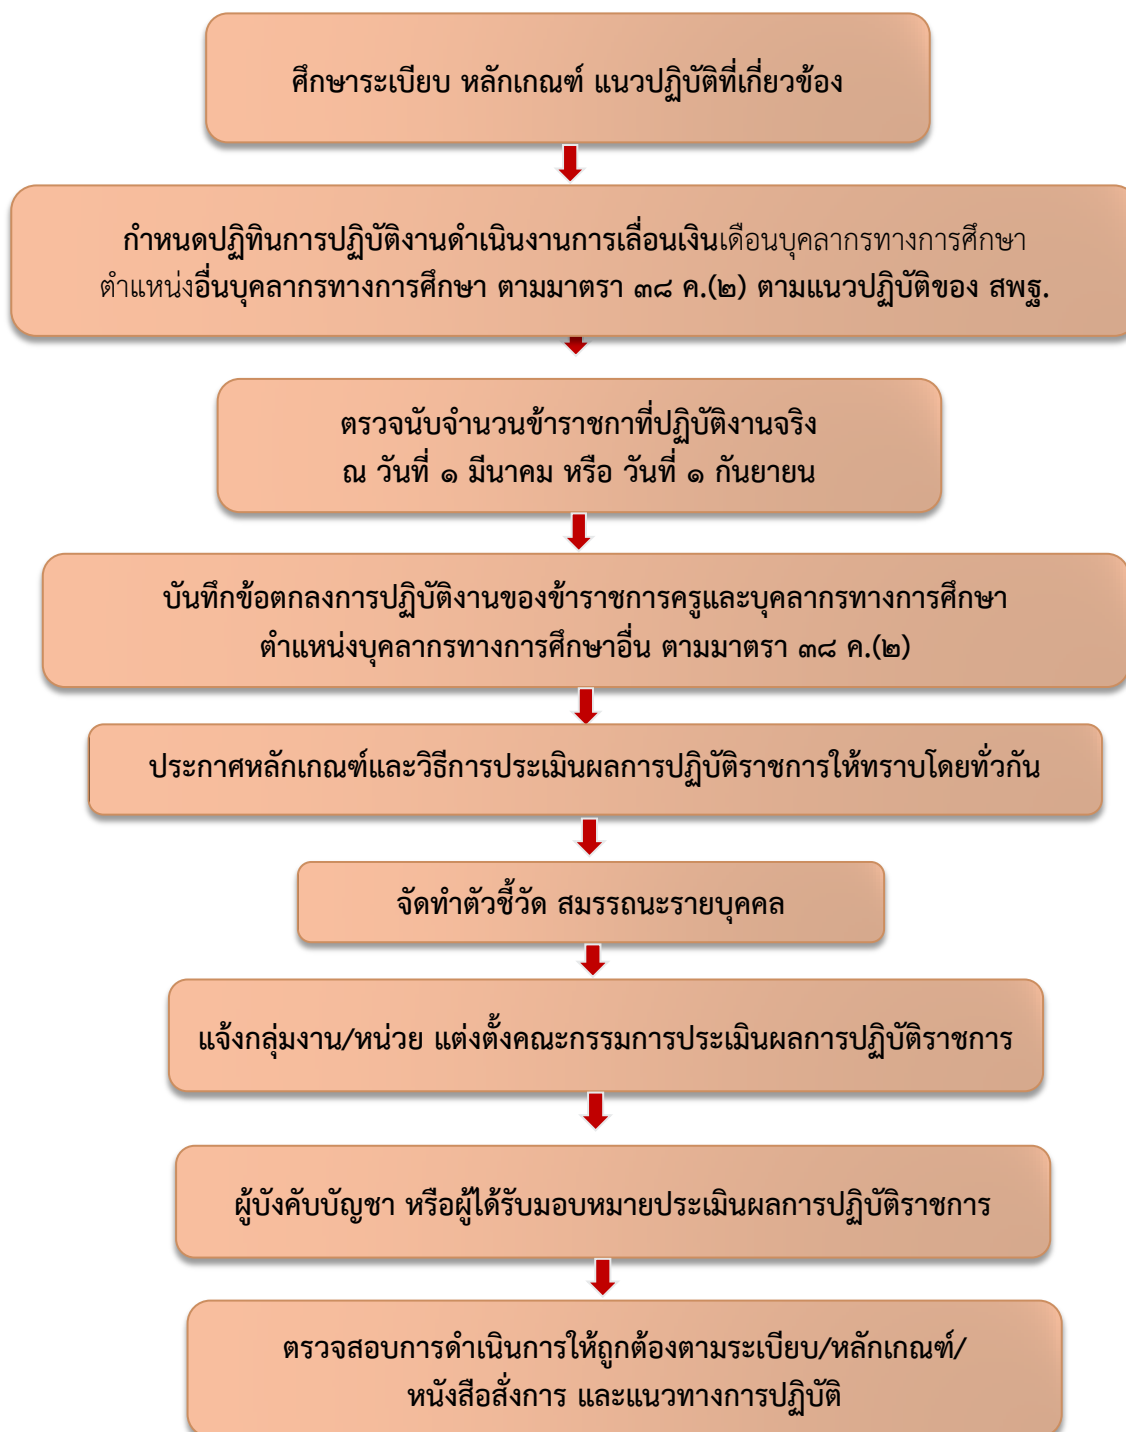 ศึกษาระเบียบ หลักเกณฑ์ แนวปฏิบัติที่เกี่ยวข้อง
กำหนดปฏิทินการปฏิบัติงานดำเนินงานการเลื่อนเงินเดือนบุคลากรทางการศึกษา
ตำแหน่งอื่นบุคลากรทางการศึกษา ตามมาตรา ๓๘ ค.(๒) ตามแนวปฏิบัติของ สพฐ.
ตรวจนับจำนวนข้าราชกาที่ปฏิบัติงานจริง
ณ วันที่ ๑ มีนาคม หรือ วันที่ ๑ กันยายน
บันทึกข้อตกลงการปฏิบัติงานของข้าราชการครูและบุคลากรทางการศึกษา
ตำแหน่งบุคลากรทางการศึกษาอื่น ตามมาตรา ๓๘ ค.(๒)
ประกาศหลักเกณฑ์และวิธีการประเมินผลการปฏิบัติราชการให้ทราบโดยทั่วกัน
จัดทำตัวชี้วัด สมรรถนะรายบุคคล
แจ้งกลุ่มงาน/หน่วย แต่งตั้งคณะกรรมการประเมินผลการปฏิบัติราชการ
ผู้บังคับบัญชา หรือผู้ได้รับมอบหมายประเมินผลการปฏิบัติราชการ
ตรวจสอบการดำเนินการให้ถูกต้องตามระเบียบ/หลักเกณฑ์/
หนังสือสั่งการ และแนวทางการปฏิบัติ